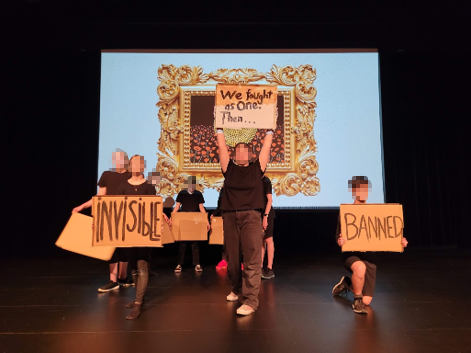 We fought
as One.
Then...
INVISIBLE
BANNED